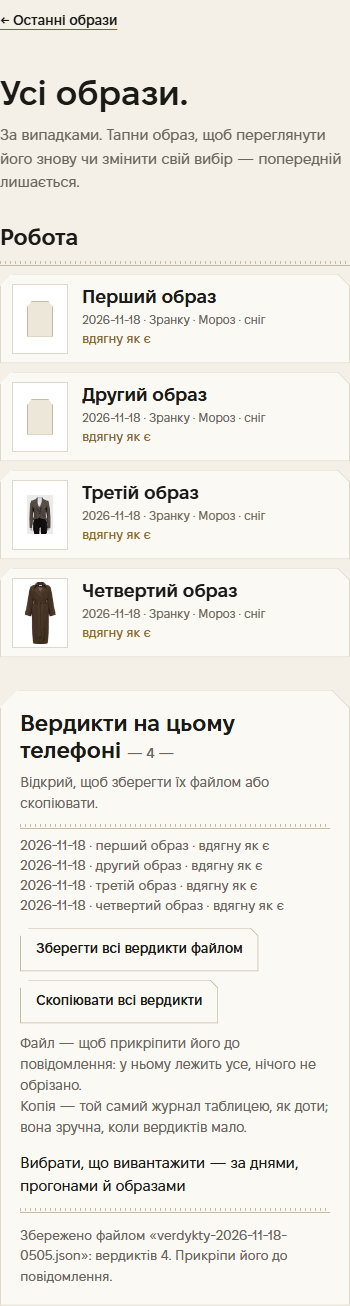 ← Останні образи
Усі образи.
За випадками. Тапни образ, щоб переглянути
його знову чи змінити свій вибір — попередній
лишається.
Робота
Перший образ
2026-11-18 · Зранку · Мороз · сніг
вдягну як є
Другий образ
2026-11-18 · Зранку · Мороз · сніг
вдягну як є
Третій образ
2026-11-18 · Зранку · Мороз · сніг
вдягну як є
Четвертий образ
2026-11-18 · Зранку · Мороз · сніг
вдягну як є
Вердикти на цьому
телефоні — 4 —
Відкрий, щоб зберегти їх файлом або
скопіювати.
2026-11-18 · перший образ · вдягну як є
2026-11-18 · другий образ · вдягну як є
2026-11-18 · третій образ · вдягну як є
2026-11-18 · четвертий образ · вдягну як є
Зберегти всі вердикти файлом
Скопіювати всі вердикти
Файл — щоб прикріпити його до
повідомлення: у ньому лежить усе, нічого не
обрізано.
Копія — той самий журнал таблицею, як доти;
вона зручна, коли вердиктів мало.
Вибрати, що вивантажити — за днями,
прогонами й образами
Збережено файлом «verdykty-2026-11-18-
0505.json»: вердиктів 4. Прикріпи його до
повідомлення.